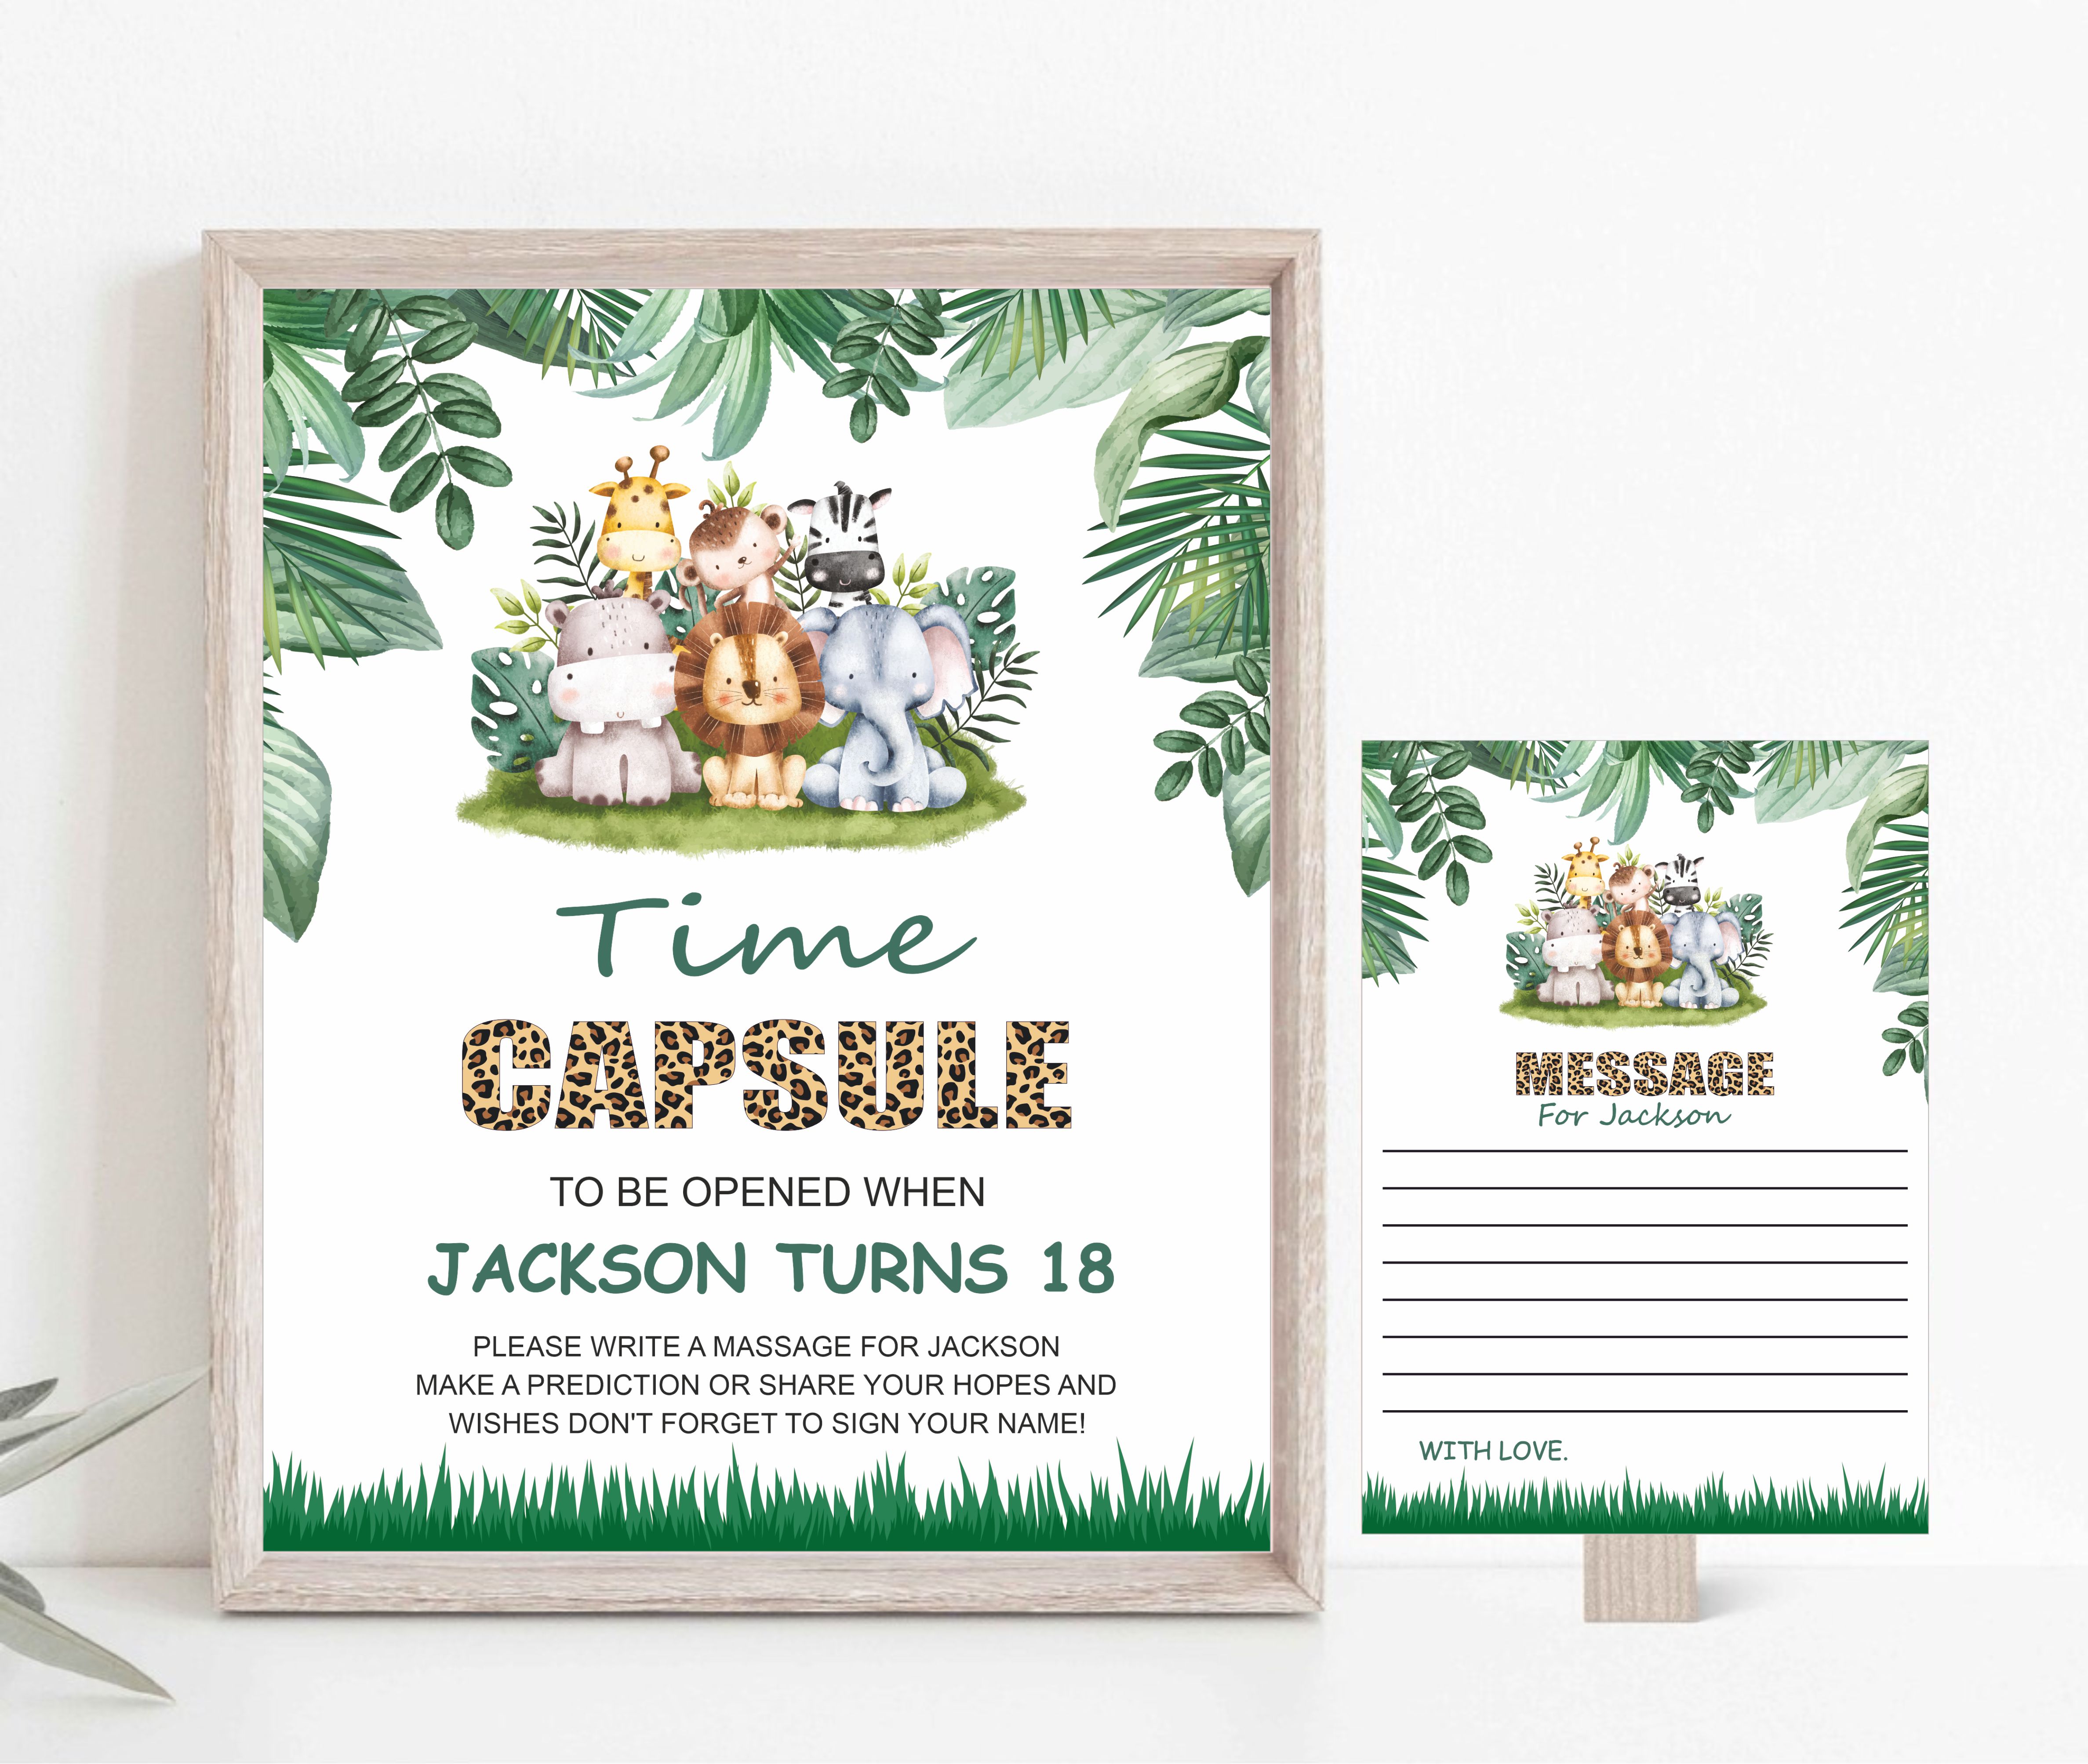 Time
CAPSULE
TO BE OPENED WHEN
JACKSON TURNS 18
PLEASE WRITE A MASSAGE FOR JACKSON
MAKE A PREDICTION OR SHARE YOUR HOPES AND
WISHES DON'T FORGET TO SIGN YOUR NAME!
MESSAGE
For Jackson
WITH LOVE.